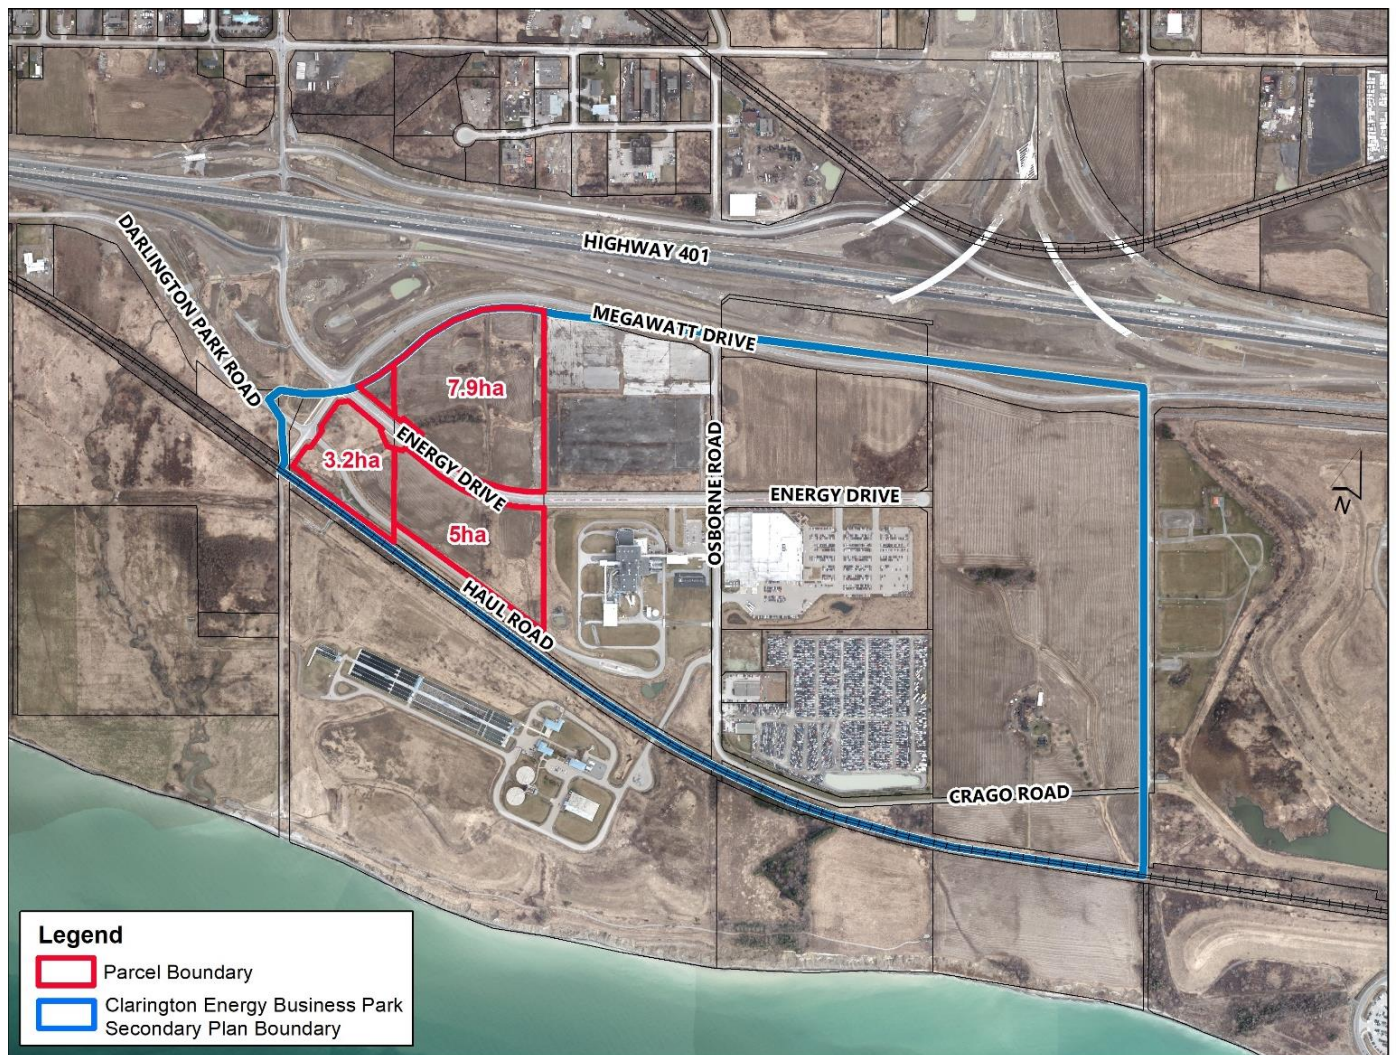 HIGHWAY 401
DARLINGTON PARK ROAD
MEGAWATT DRIVE
7.9ha
3.2ha
ENERGY DRIVE
5ha
OSBORNE ROAD
ENERGY DRIVE
N
HAUL ROAD
CRAGO ROAD
Legend
Parcel Boundary
Clarington Energy Business Park
Secondary Plan Boundary